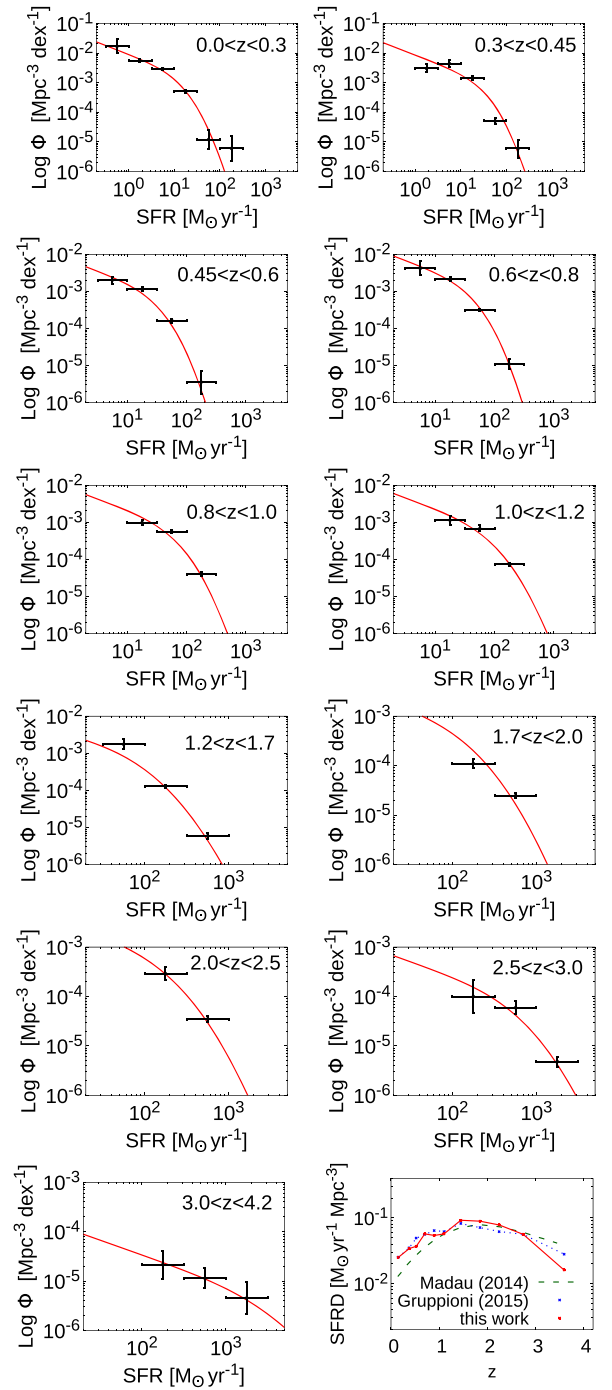 0.0<z<0.3
Log Φ [Mpc⁻³ dex⁻¹]
10⁻¹
10⁻²
10⁻³
10⁻⁴
10⁻⁵
10⁻⁶
10⁰ 10¹ 10² 10³
SFR [M⊙ yr⁻¹]
0.3<z<0.45
Log Φ [Mpc⁻³ dex⁻¹]
10⁻¹
10⁻²
10⁻³
10⁻⁴
10⁻⁵
10⁻⁶
10⁰ 10¹ 10² 10³
SFR [M⊙ yr⁻¹]
0.45<z<0.6
Log Φ [Mpc⁻³ dex⁻¹]
10⁻²
10⁻³
10⁻⁴
10⁻⁵
10⁻⁶
10¹ 10² 10³
SFR [M⊙ yr⁻¹]
0.6<z<0.8
Log Φ [Mpc⁻³ dex⁻¹]
10⁻²
10⁻³
10⁻⁴
10⁻⁵
10⁻⁶
10¹ 10² 10³
SFR [M⊙ yr⁻¹]
0.8<z<1.0
Log Φ [Mpc⁻³ dex⁻¹]
10⁻²
10⁻³
10⁻⁴
10⁻⁵
10⁻⁶
10¹ 10² 10³
SFR [M⊙ yr⁻¹]
1.0<z<1.2
Log Φ [Mpc⁻³ dex⁻¹]
10⁻²
10⁻³
10⁻⁴
10⁻⁵
10⁻⁶
10¹ 10² 10³
SFR [M⊙ yr⁻¹]
1.2<z<1.7
Log Φ [Mpc⁻³ dex⁻¹]
10⁻²
10⁻³
10⁻⁴
10⁻⁵
10⁻⁶
10² 10³
SFR [M⊙ yr⁻¹]
1.7<z<2.0
Log Φ [Mpc⁻³ dex⁻¹]
10⁻³
10⁻⁴
10⁻⁵
10⁻⁶
10² 10³
SFR [M⊙ yr⁻¹]
2.0<z<2.5
Log Φ [Mpc⁻³ dex⁻¹]
10⁻³
10⁻⁴
10⁻⁵
10⁻⁶
10² 10³
SFR [M⊙ yr⁻¹]
2.5<z<3.0
Log Φ [Mpc⁻³ dex⁻¹]
10⁻³
10⁻⁴
10⁻⁵
10⁻⁶
10² 10³
SFR [M⊙ yr⁻¹]
3.0<z<4.2
Log Φ [Mpc⁻³ dex⁻¹]
10⁻³
10⁻⁴
10⁻⁵
10⁻⁶
10² 10³
SFR [M⊙ yr⁻¹]
SFRD [M⊙ yr⁻¹ Mpc⁻³]
10⁻¹
10⁻²
Madau (2014)
Gruppioni (2015)
this work
0 1 2 3 4
z